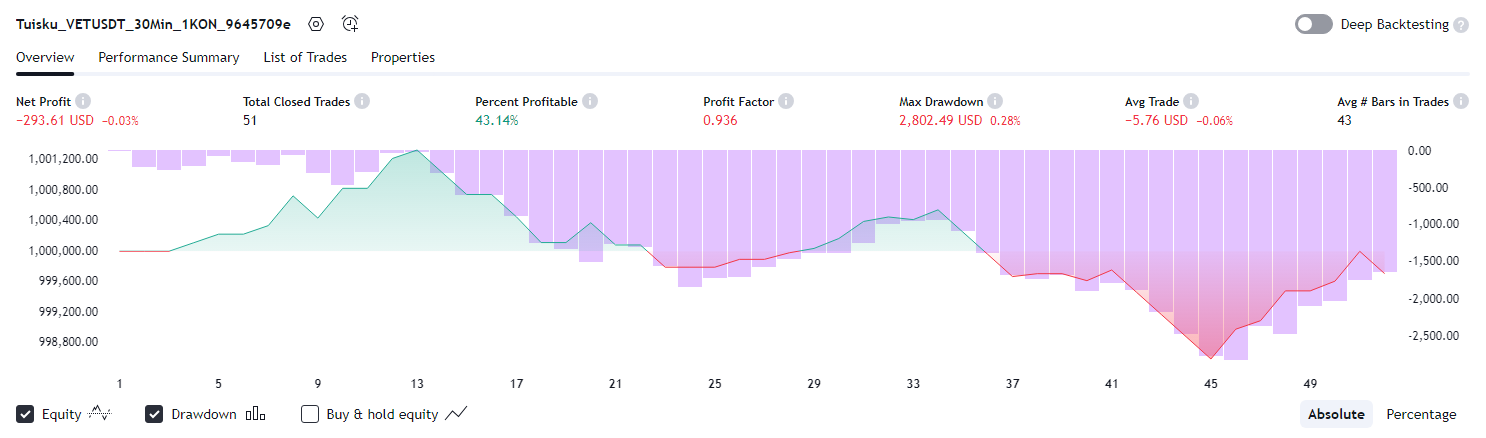 Tuisku_VETUSDT_30Min_1KON_9645709e Deep Backtesting ?
Overview Performance Summary List of Trades Properties
Net Profit i Total Closed Trades i Percent Profitable i Profit Factor i Max Drawdown i Avg Trade i Avg # Bars in Trades i
−293.61 USD −0.03% 51 43.14% 0.936 2,802.49 USD 0.28% −5.76 USD −0.06% 43
1,001,200.00 0.00
1,000,800.00 -500.00
1,000,400.00 -1,000.00
1,000,000.00 -1,500.00
999,600.00 -2,000.00
999,200.00 -2,500.00
998,800.00
1 5 9 13 17 21 25 29 33 37 41 45 49
Equity Drawdown Buy & hold equity Absolute Percentage